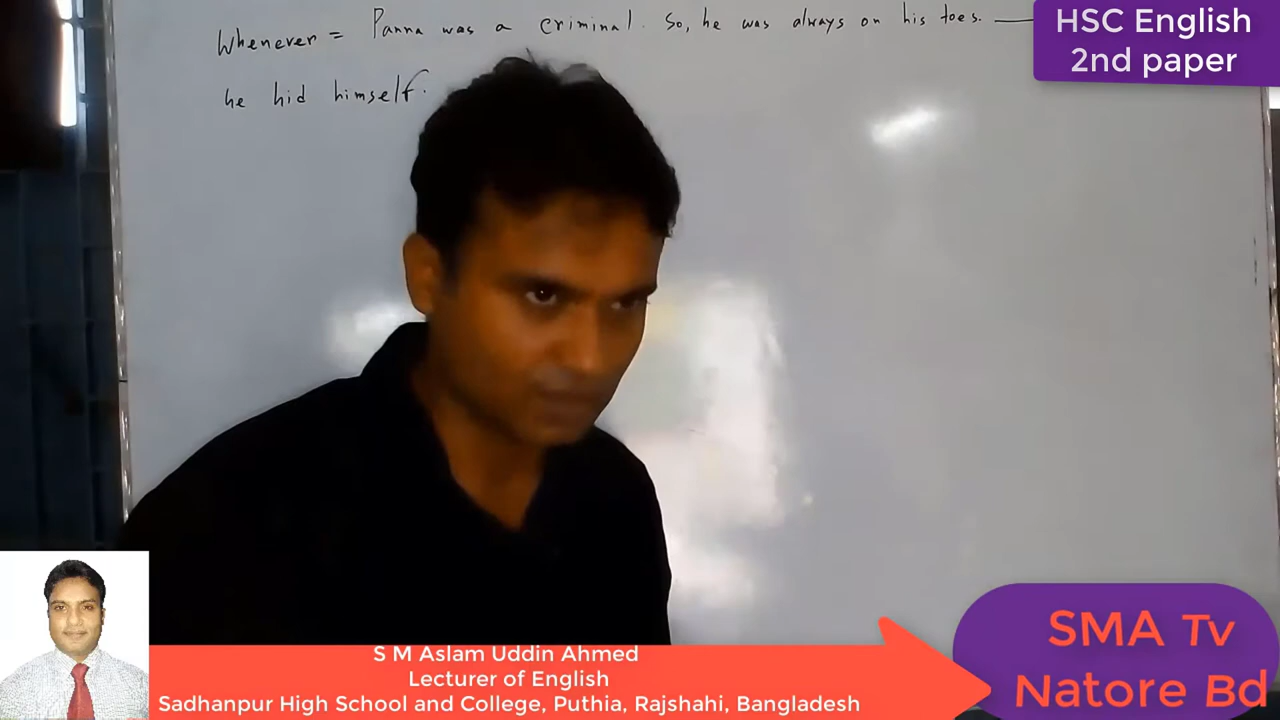 Whenever = Panna was a criminal. So, he was always on his toes. —
he hid himself.
HSC English
2nd paper
S M Aslam Uddin Ahmed
Lecturer of English
Sadhanpur High School and College, Puthia, Rajshahi, Bangladesh
SMA Tv
Natore Bd